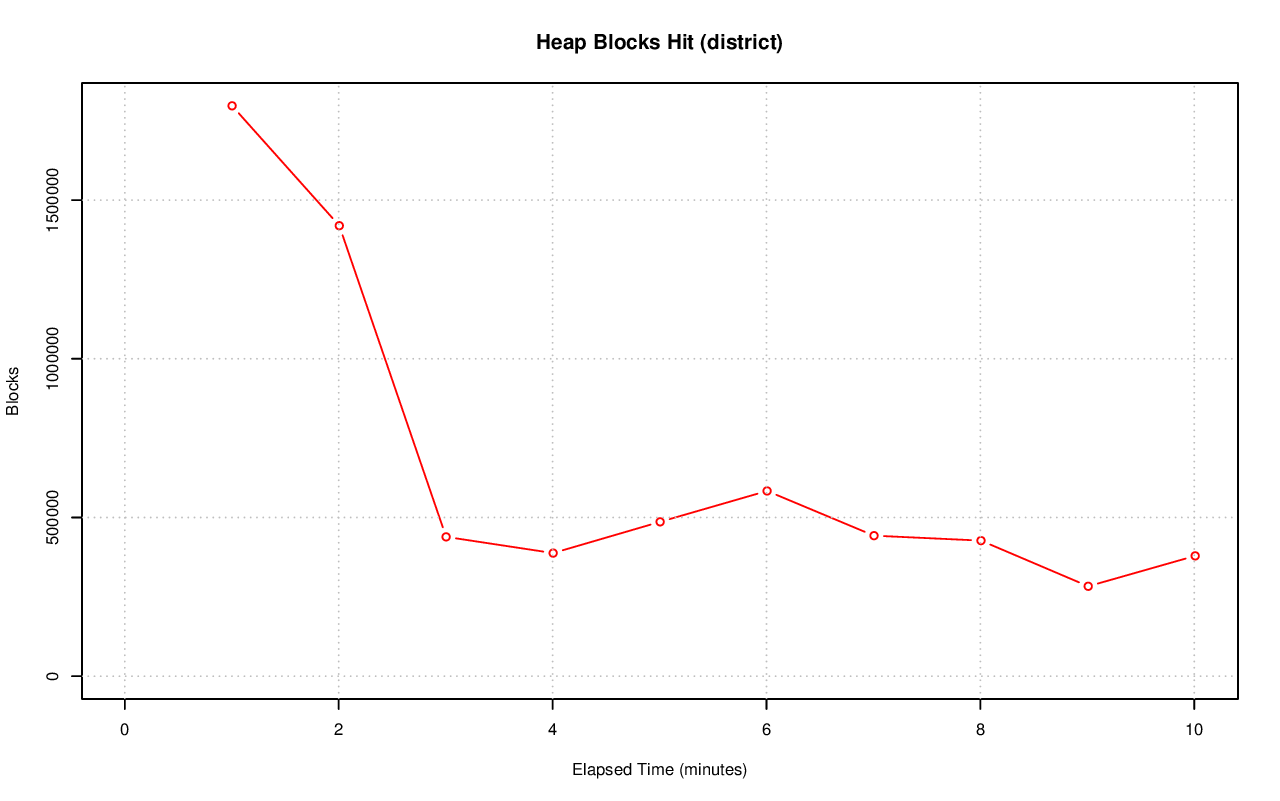 Heap Blocks Hit (district)
Blocks
1500000
1000000
500000
0
0 2 4 6 8 10
Elapsed Time (minutes)